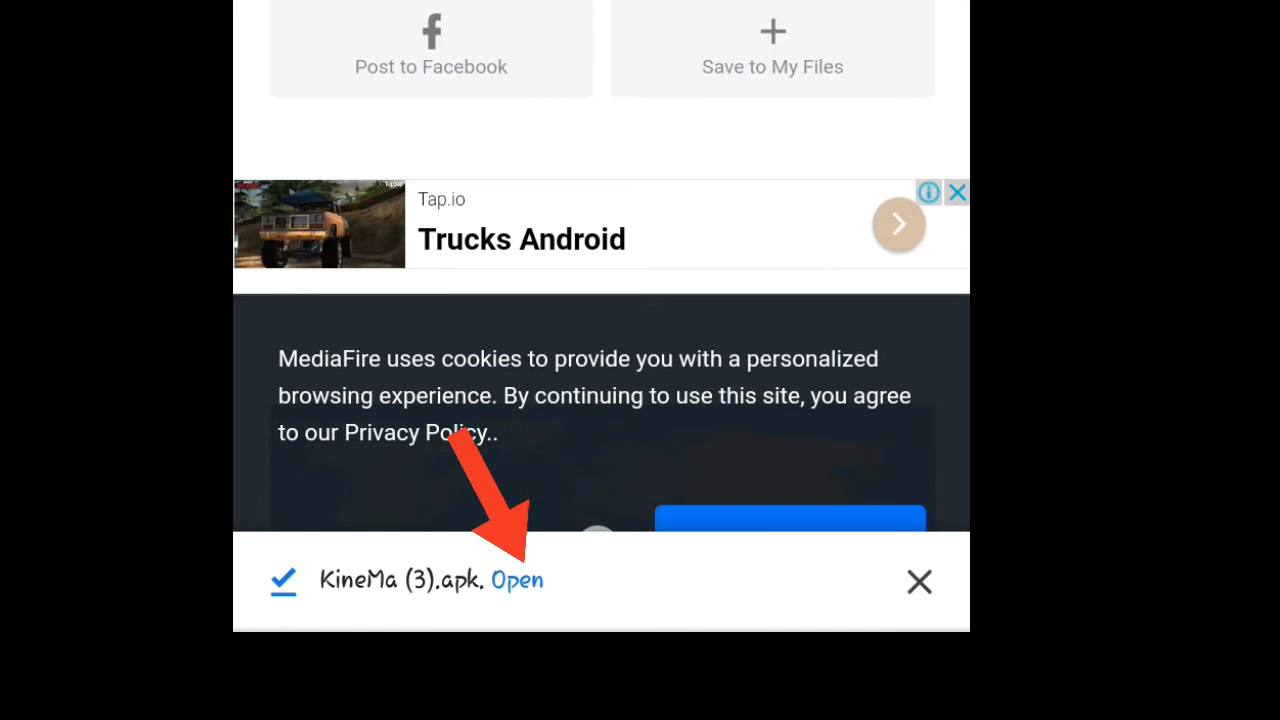 Post to Facebook
Save to My Files
Tap.io
Trucks Android
MediaFire uses cookies to provide you with a personalized
browsing experience. By continuing to use this site, you agree
to our Privacy Policy..
KineMa (3).apk. Open